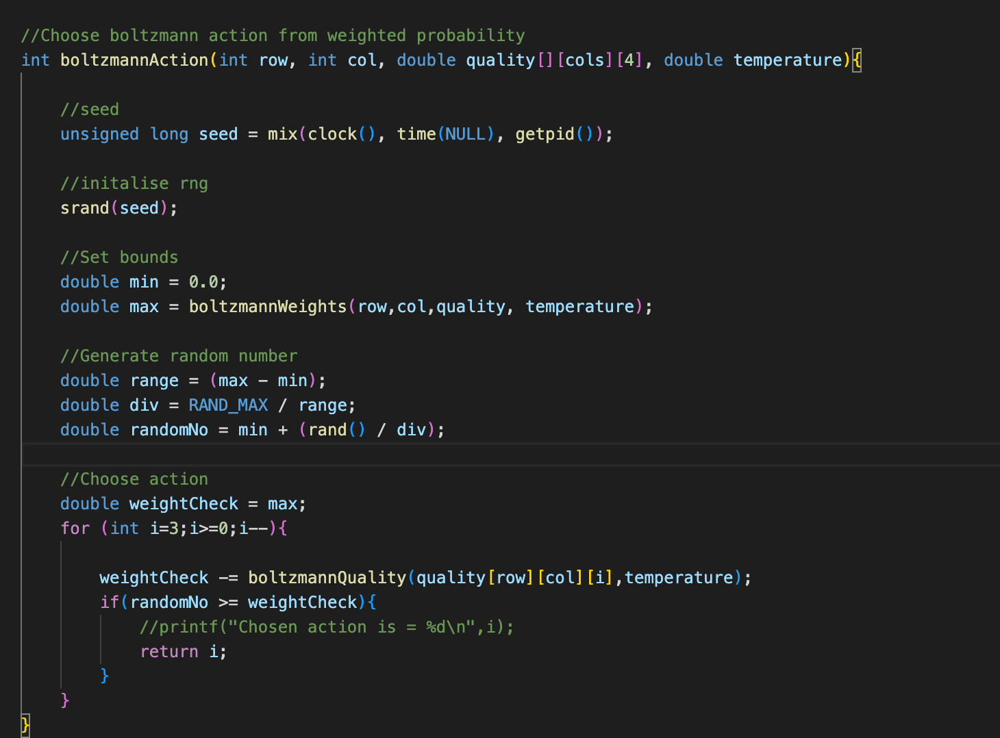 //Choose boltzmann action from weighted probability
int boltzmannAction(int row, int col, double quality[][cols][4], double temperature){
//seed
unsigned long seed = mix(clock(), time(NULL), getpid());
//initalise rng
srand(seed);
//Set bounds
double min = 0.0;
double max = boltzmannWeights(row,col,quality, temperature);
//Generate random number
double range = (max - min);
double div = RAND_MAX / range;
double randomNo = min + (rand() / div);
//Choose action
double weightCheck = max;
for (int i=3;i>=0;i--){
weightCheck -= boltzmannQuality(quality[row][col][i],temperature);
if(randomNo >= weightCheck){
//printf("Chosen action is = %d\n",i);
return i;
}
}
}